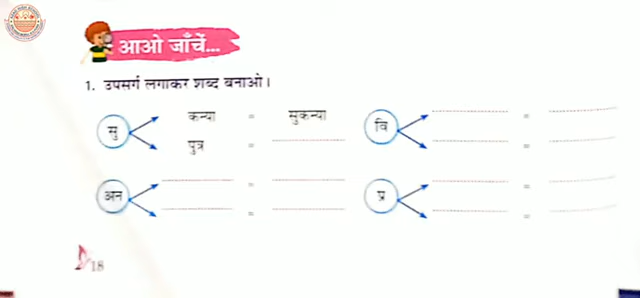 आओ जाँचें...
1. उपसर्ग लगाकर शब्द बनाओ।
सु
कन्या = सुकन्या
पुत्र =
वि
=
=
अन
=
=
प्र
=
=
18